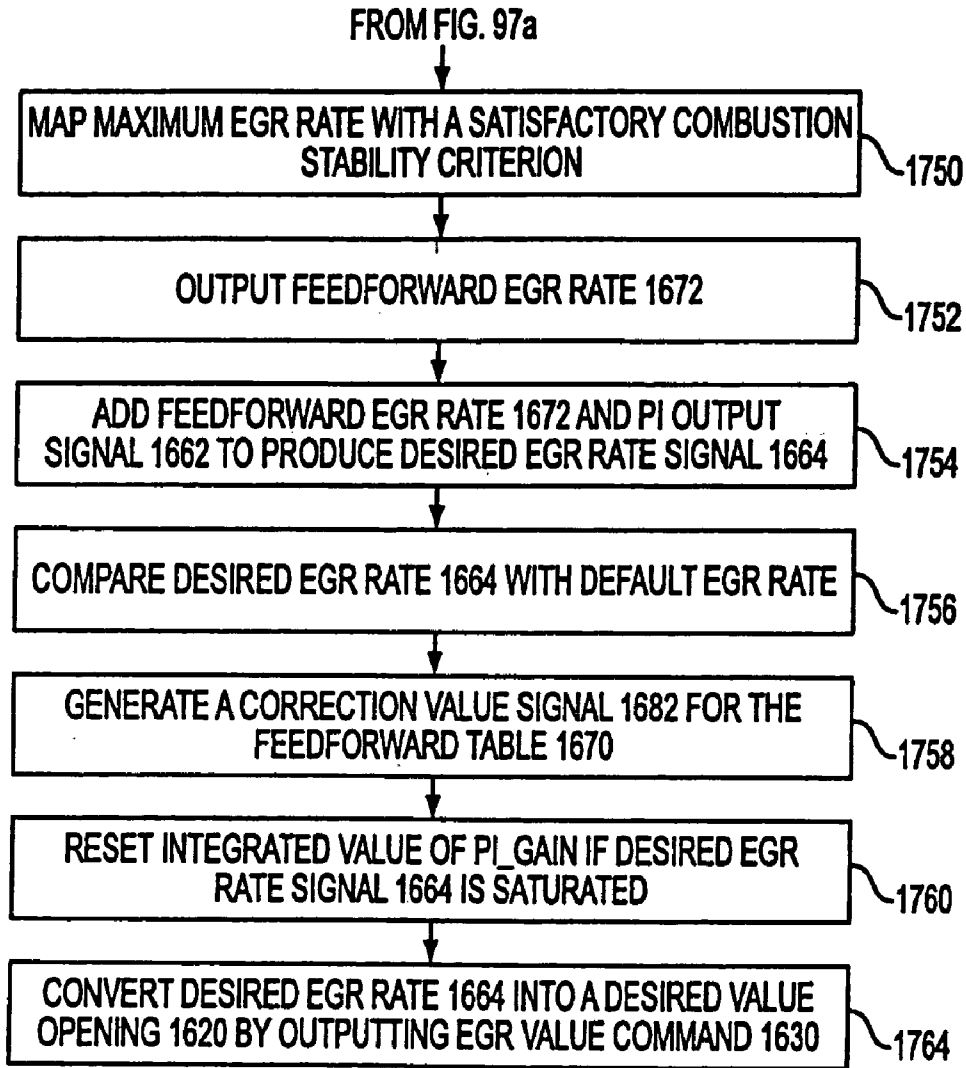 FROM FIG. 97a
MAP MAXIMUM EGR RATE WITH A SATISFACTORY COMBUSTION
STABILITY CRITERION
1750
OUTPUT FEEDFORWARD EGR RATE 1672
1752
ADD FEEDFORWARD EGR RATE 1672 AND PI OUTPUT
SIGNAL 1662 TO PRODUCE DESIRED EGR RATE SIGNAL 1664
1754
COMPARE DESIRED EGR RATE 1664 WITH DEFAULT EGR RATE
1756
GENERATE A CORRECTION VALUE SIGNAL 1682 FOR THE
FEEDFORWARD TABLE 1670
1758
RESET INTEGRATED VALUE OF PI_GAIN IF DESIRED EGR
RATE SIGNAL 1664 IS SATURATED
1760
CONVERT DESIRED EGR RATE 1664 INTO A DESIRED VALUE
OPENING 1620 BY OUTPUTTING EGR VALUE COMMAND 1630
1764